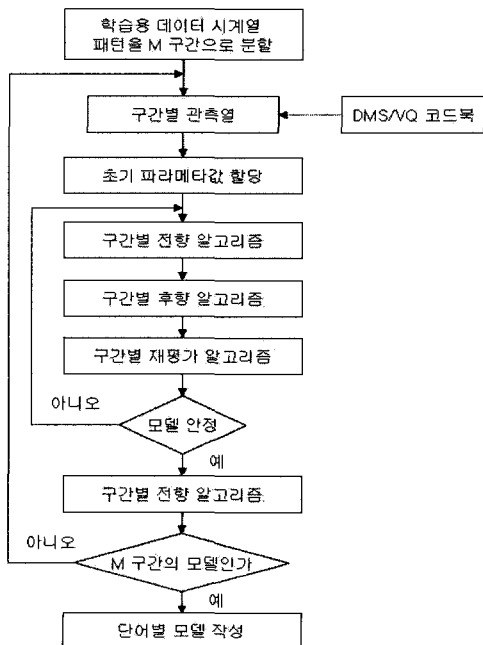 학습용 데이터 시계열
패턴을 M 구간으로 분할
구간별 관측열
DMS/VQ 코드북
초기 파라메타값 할당
구간별 전향 알고리즘
구간별 후향 알고리즘
구간별 재평가 알고리즘
아니오
모델 안정
예
구간별 전향 알고리즘
아니오
M 구간의 모델인가
예
단어별 모델 작성